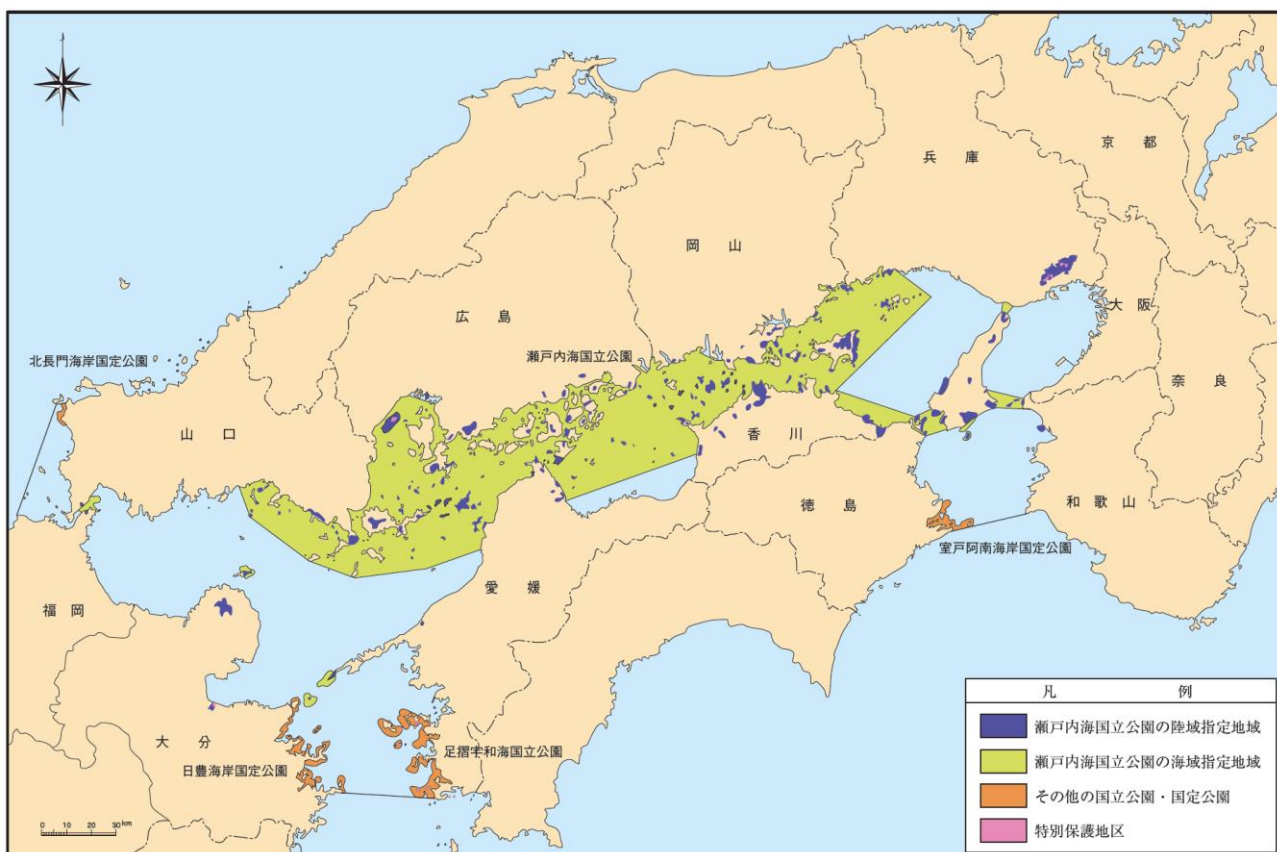 京都
兵庫
岡山
大阪
広島
北長門海岸国定公園
瀬戸内海国立公園
奈良
山口
香川
徳島
和歌山
室戸阿南海岸国定公園
愛媛
福岡
大分
足摺宇和海国立公園
日豊海岸国定公園
0 10 20 30 km
凡例
瀬戸内海国立公園の陸域指定地域
瀬戸内海国立公園の海域指定地域
その他の国立公園・国定公園
特別保護地区